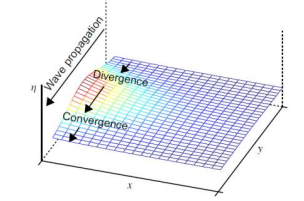 Wave propagation
Divergence
η
Convergence
y
x